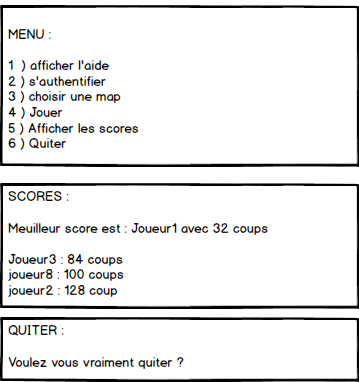 MENU :
1 ) afficher l'aide
2 ) s'authentifier
3 ) choisir une map
4 ) Jouer
5 ) Afficher les scores
6 ) Quiter
SCORES :
Meuilleur score est : Joueur1 avec 32 coups
Joueur3 : 84 coups
joueur8 : 100 coups
joueur2 : 128 coup
QUITER :
Voulez vous vraiment quiter ?